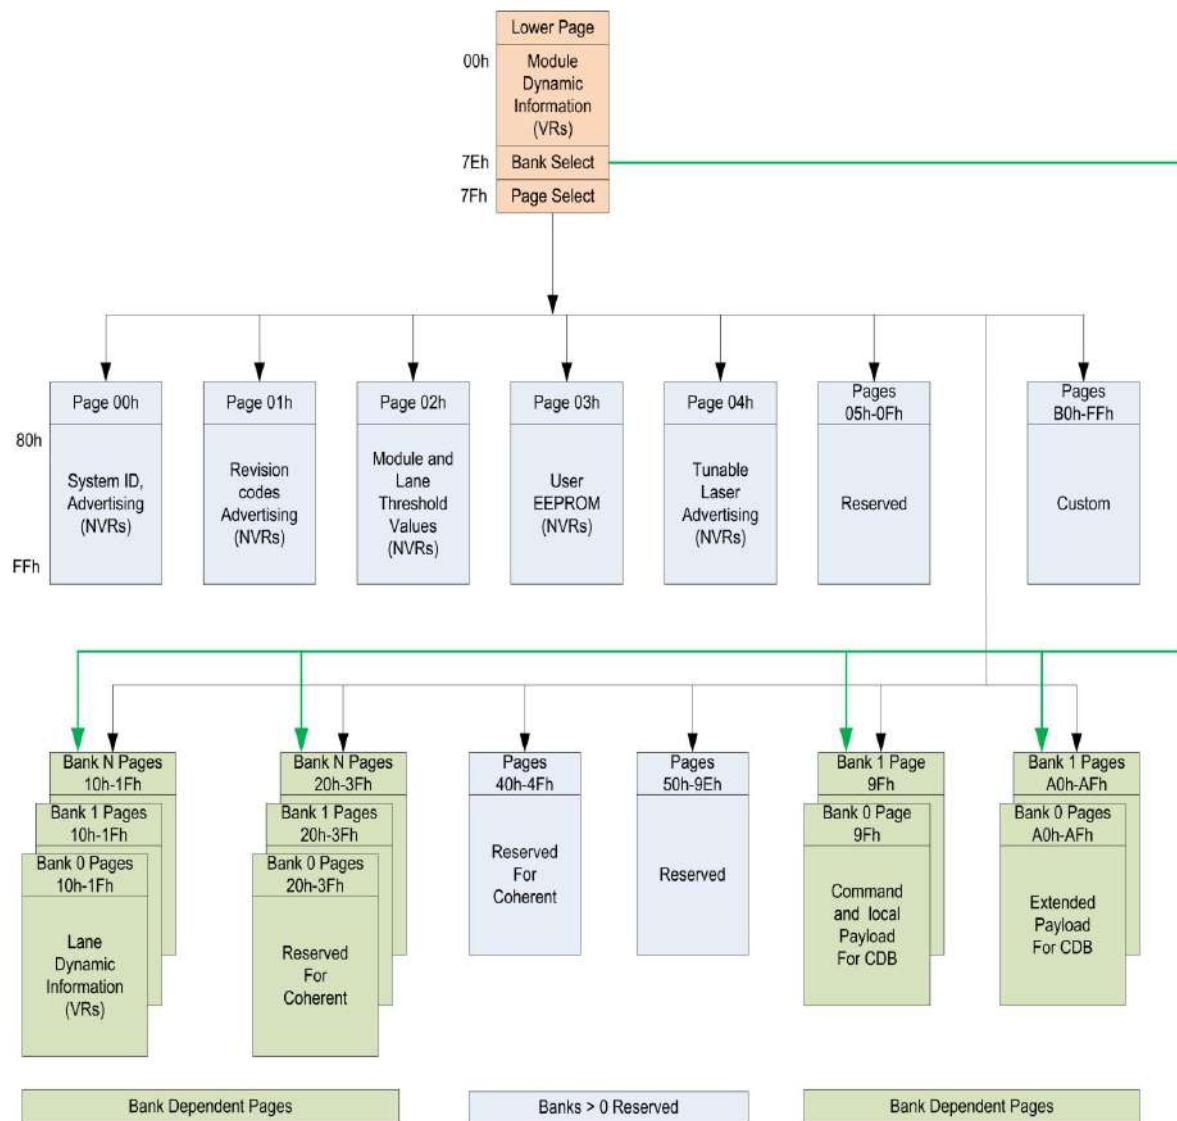 Lower Page
00h
Module
Dynamic
Information
(VRs)
7Eh
Bank Select
7Fh
Page Select
Page 00h
Page 01h
Page 02h
Page 03h
Page 04h
Pages
05h-0Fh
Pages
B0h-FFh
80h
System ID,
Advertising
(NVRs)
Revision
codes
Advertising
(NVRs)
Module and
Lane
Threshold
Values
(NVRs)
User
EEPROM
(NVRs)
Tunable
Laser
Advertising
(NVRs)
Reserved
Custom
FFh
Bank N Pages
10h-1Fh
Bank 1 Pages
10h-1Fh
Bank 0 Pages
10h-1Fh
Lane
Dynamic
Information
(VRs)
Bank N Pages
20h-3Fh
Bank 1 Pages
20h-3Fh
Bank 0 Pages
20h-3Fh
Reserved
For
Coherent
Pages
40h-4Fh
Reserved
For
Coherent
Pages
50h-9Eh
Reserved
Bank 1 Page
9Fh
Bank 0 Page
9Fh
Command
and local
Payload
For CDB
Bank 1 Pages
A0h-AFh
Bank 0 Pages
A0h-AFh
Extended
Payload
For CDB
Bank Dependent Pages
Banks > 0 Reserved
Bank Dependent Pages